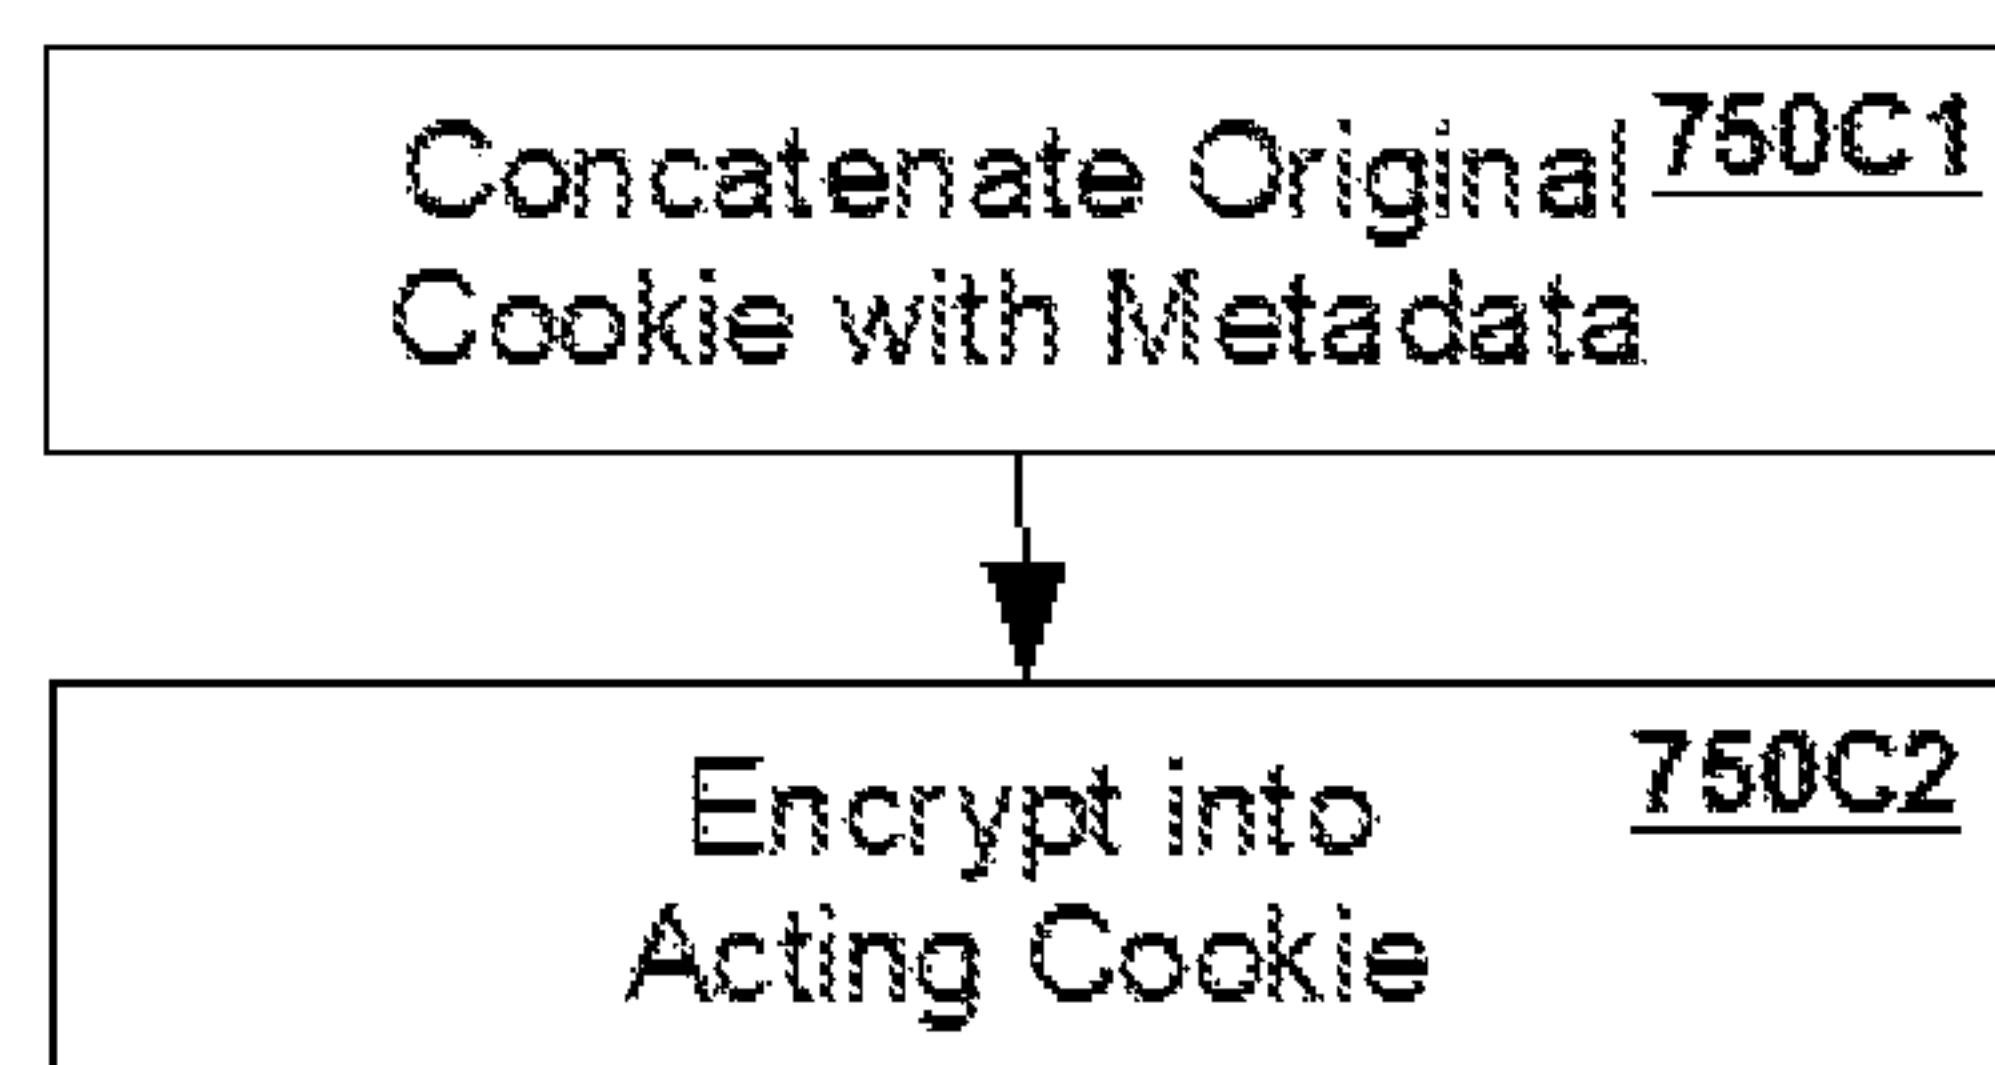 Concatenate Original 750C1
Cookie with Metadata
Encrypt into 750C2
Acting Cookie